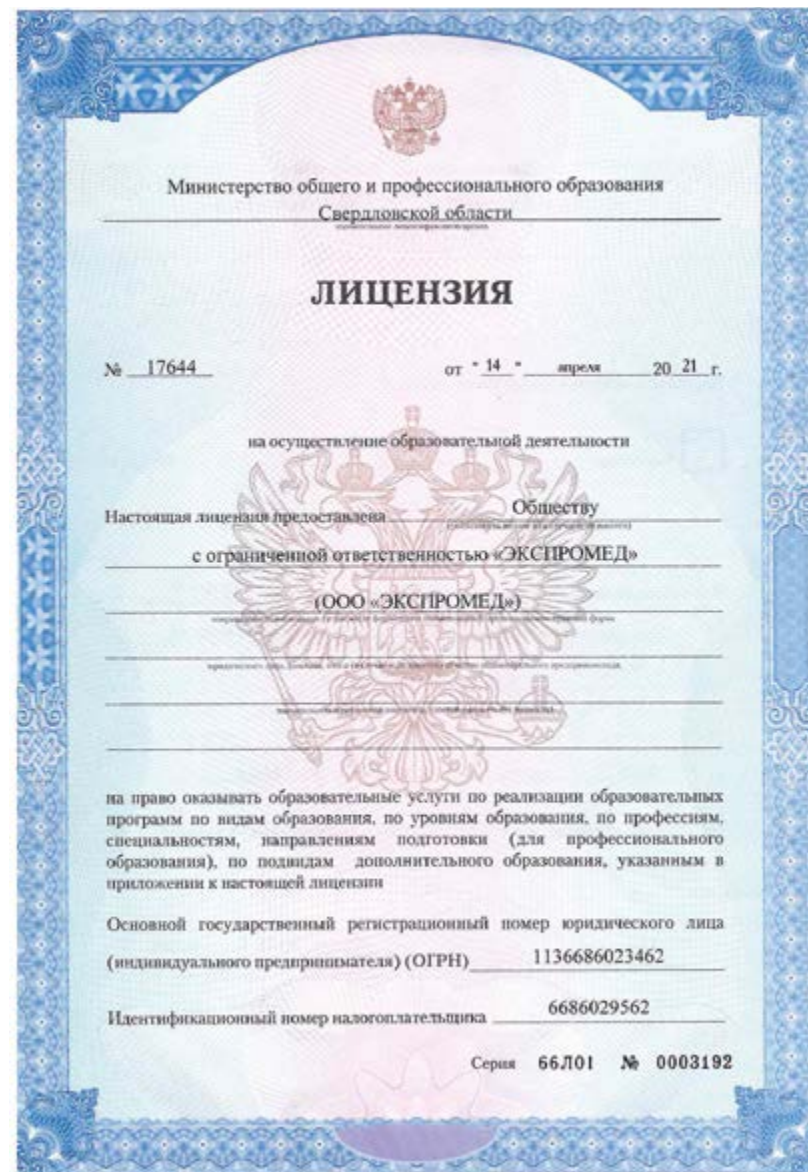 Министерство общего и профессионального образования
Свердловской области
ЛИЦЕНЗИЯ
№ 17644 от " 14 " апреля 20 21 г.
на осуществление образовательной деятельности
Настоящая лицензия предоставлена Обществу
с ограниченной ответственностью «ЭКСПРОМЕД»
(ООО «ЭКСПРОМЕД»)
на право оказывать образовательные услуги по реализации образовательных
программ по видам образования, по уровням образования, по профессиям,
специальностям, направлениям подготовки (для профессионального
образования), по подвидам дополнительного образования, указанным в
приложении к настоящей лицензии
Основной государственный регистрационный номер юридического лица
(индивидуального предпринимателя) (ОГРН) 1136686023462
Идентификационный номер налогоплательщика 6686029562
Серия 66Л01 № 0003192